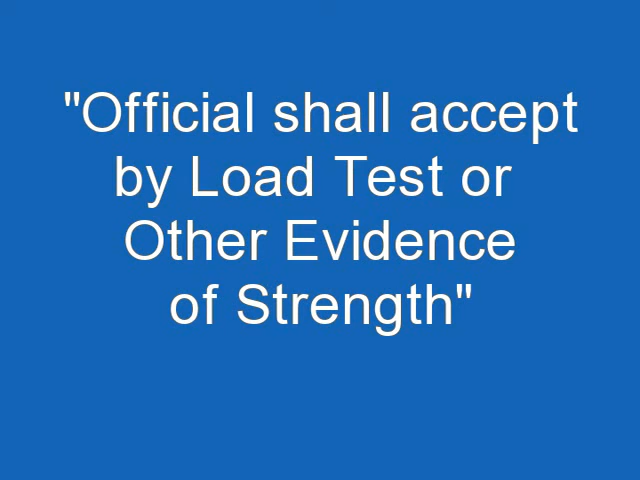 "Official shall accept
by Load Test or
Other Evidence
of Strength"